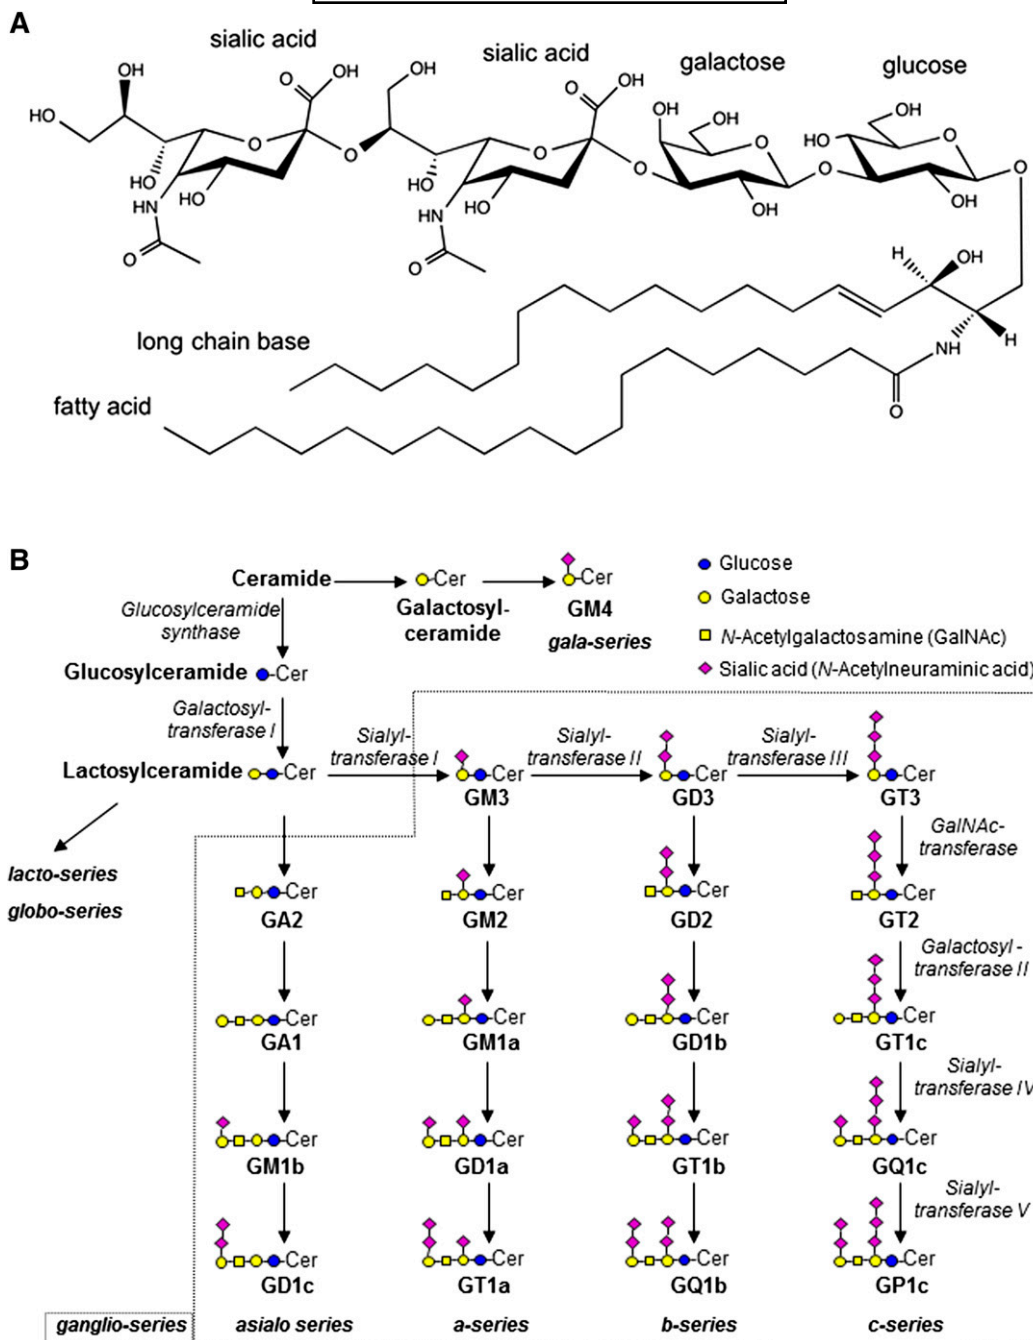 A
sialic acid
sialic acid
galactose
glucose
OH
HO
O
OH
O
HO
HO
HN
O
O
OH
O
OH
O
HO
HO
HN
O
O
OH
OH
O
OH
O
HO
OH
O
OH
O
H
OH
H
NH
O
long chain base
fatty acid
B
Ceramide
Cer
Cer
Galactosyl-
ceramide
GM4
gala-series
Glucose
Galactose
N-Acetylgalactosamine (GalNAc)
Sialic acid (N-Acetylneuraminic acid)
Glucosylceramide
synthase
Glucosylceramide
Cer
Galactosyl-
transferase I
Lactosylceramide
Cer
Sialyl-
transferase I
Cer
GM3
Sialyl-
transferase II
Cer
GD3
Sialyl-
transferase III
Cer
GT3
lacto-series
globo-series
GalNAc-
transferase
Cer
GA2
Cer
GM2
Cer
GD2
Cer
GT2
Galactosyl -
transferase II
Cer
GA1
Cer
GM1a
Cer
GD1b
Cer
GT1c
Sialyl-
transferase IV
Cer
GM1b
Cer
GD1a
Cer
GT1b
Cer
GQ1c
Sialyl-
transferase V
Cer
GD1c
Cer
GT1a
Cer
GQ1b
Cer
GP1c
ganglio-series
asialo series
a-series
b-series
c-series